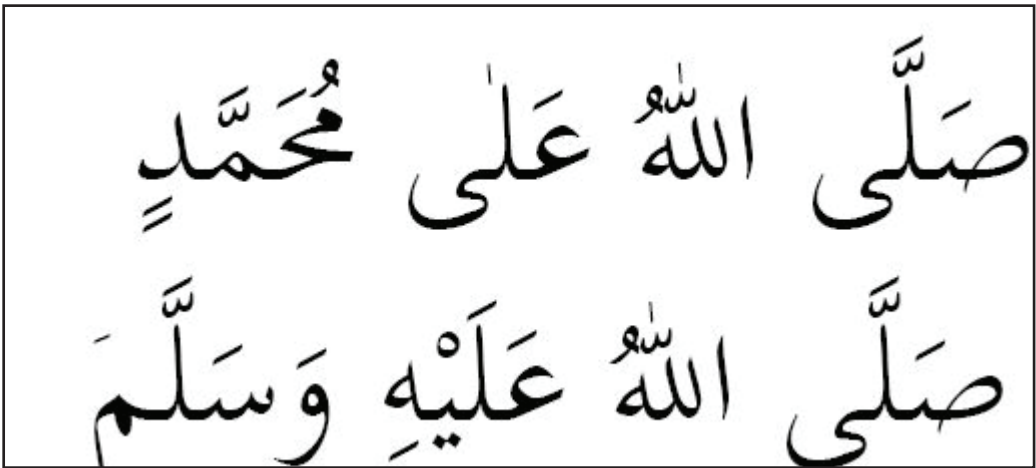 صَلَّى اللّٰهُ عَلٰى مُحَمَّدٍ
صَلَّى اللّٰهُ عَلَيْهِ وَسَلَّمَ